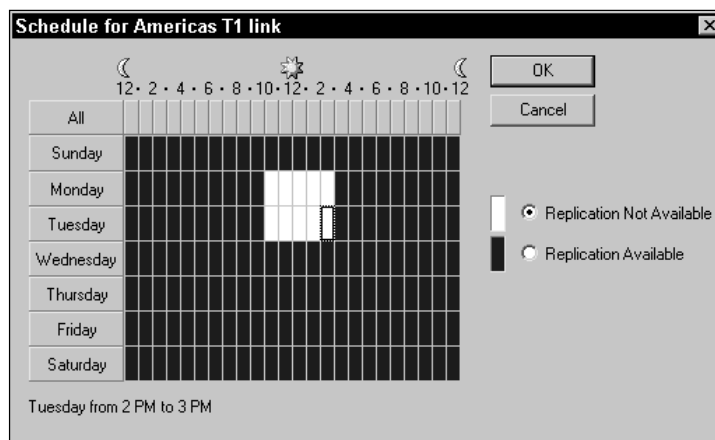 Schedule for Americas T1 link
OK
12 · 2 · 4 · 6 · 8 · 10 · 12 · 2 · 4 · 6 · 8 · 10 · 12
Cancel
All
Sunday
Monday
Tuesday
Wednesday
Thursday
Friday
Saturday
Replication Not Available
Replication Available
Tuesday from 2 PM to 3 PM